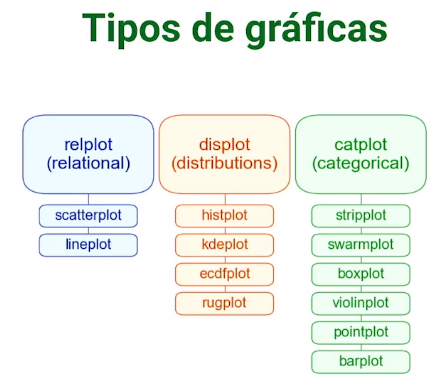 Tipos de gráficas
relplot
(relational)
scatterplot
lineplot
displot
(distributions)
histplot
kdeplot
ecdfplot
rugplot
catplot
(categorical)
stripplot
swarmplot
boxplot
violinplot
pointplot
barplot